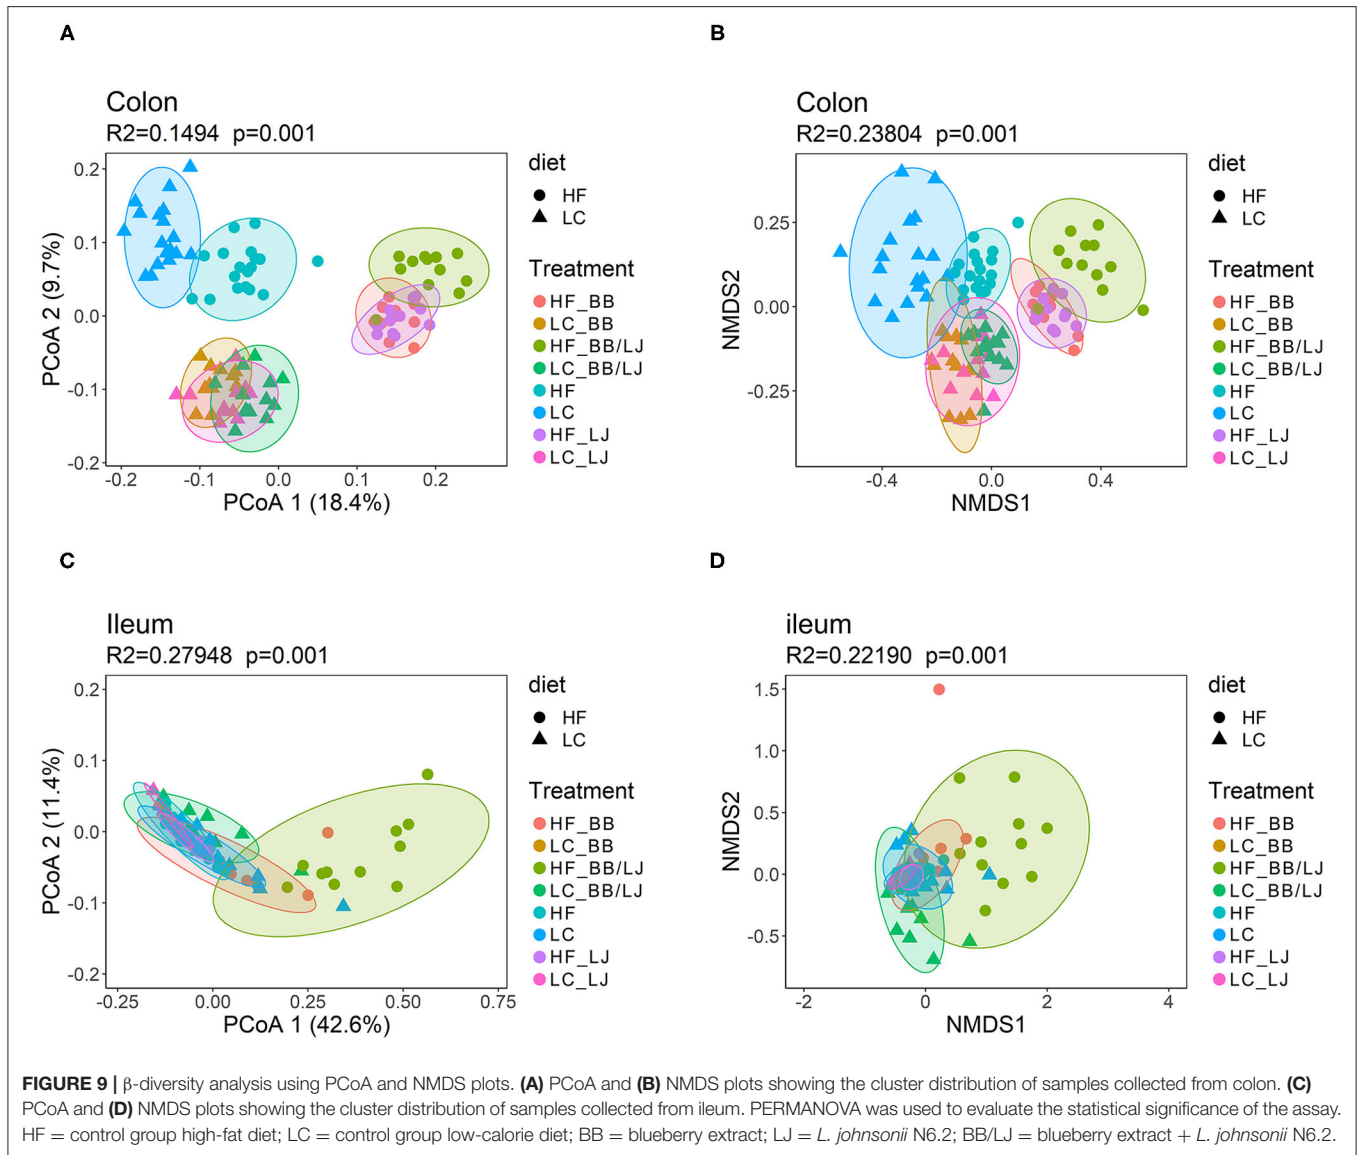 A
Colon
R2=0.1494 p=0.001
0.2
0.1
0.0
-0.1
-0.2
PCoA 2 (9.7%)
-0.2 -0.1 0.0 0.1 0.2
PCoA 1 (18.4%)
diet
HF
LC
Treatment
HF_BB
LC_BB
HF_BB/LJ
LC_BB/LJ
HF
LC
HF_LJ
LC_LJ
B
Colon
R2=0.23804 p=0.001
0.25
0.00
-0.25
NMDS2
-0.4 0.0 0.4
NMDS1
diet
HF
LC
Treatment
HF_BB
LC_BB
HF_BB/LJ
LC_BB/LJ
HF
LC
HF_LJ
LC_LJ
C
Ileum
R2=0.27948 p=0.001
0.2
0.1
0.0
-0.1
-0.2
PCoA 2 (11.4%)
-0.25 0.00 0.25 0.50 0.75
PCoA 1 (42.6%)
diet
HF
LC
Treatment
HF_BB
LC_BB
HF_BB/LJ
LC_BB/LJ
HF
LC
HF_LJ
LC_LJ
D
ileum
R2=0.22190 p=0.001
1.5
1.0
0.5
0.0
-0.5
NMDS2
-2 0 2 4
NMDS1
diet
HF
LC
Treatment
HF_BB
LC_BB
HF_BB/LJ
LC_BB/LJ
HF
LC
HF_LJ
LC_LJ
FIGURE 9 | β-diversity analysis using PCoA and NMDS plots. (A) PCoA and (B) NMDS plots showing the cluster distribution of samples collected from colon. (C)
PCoA and (D) NMDS plots showing the cluster distribution of samples collected from ileum. PERMANOVA was used to evaluate the statistical significance of the assay.
HF = control group high-fat diet; LC = control group low-calorie diet; BB = blueberry extract; LJ = L. johnsonii N6.2; BB/LJ = blueberry extract + L. johnsonii N6.2.